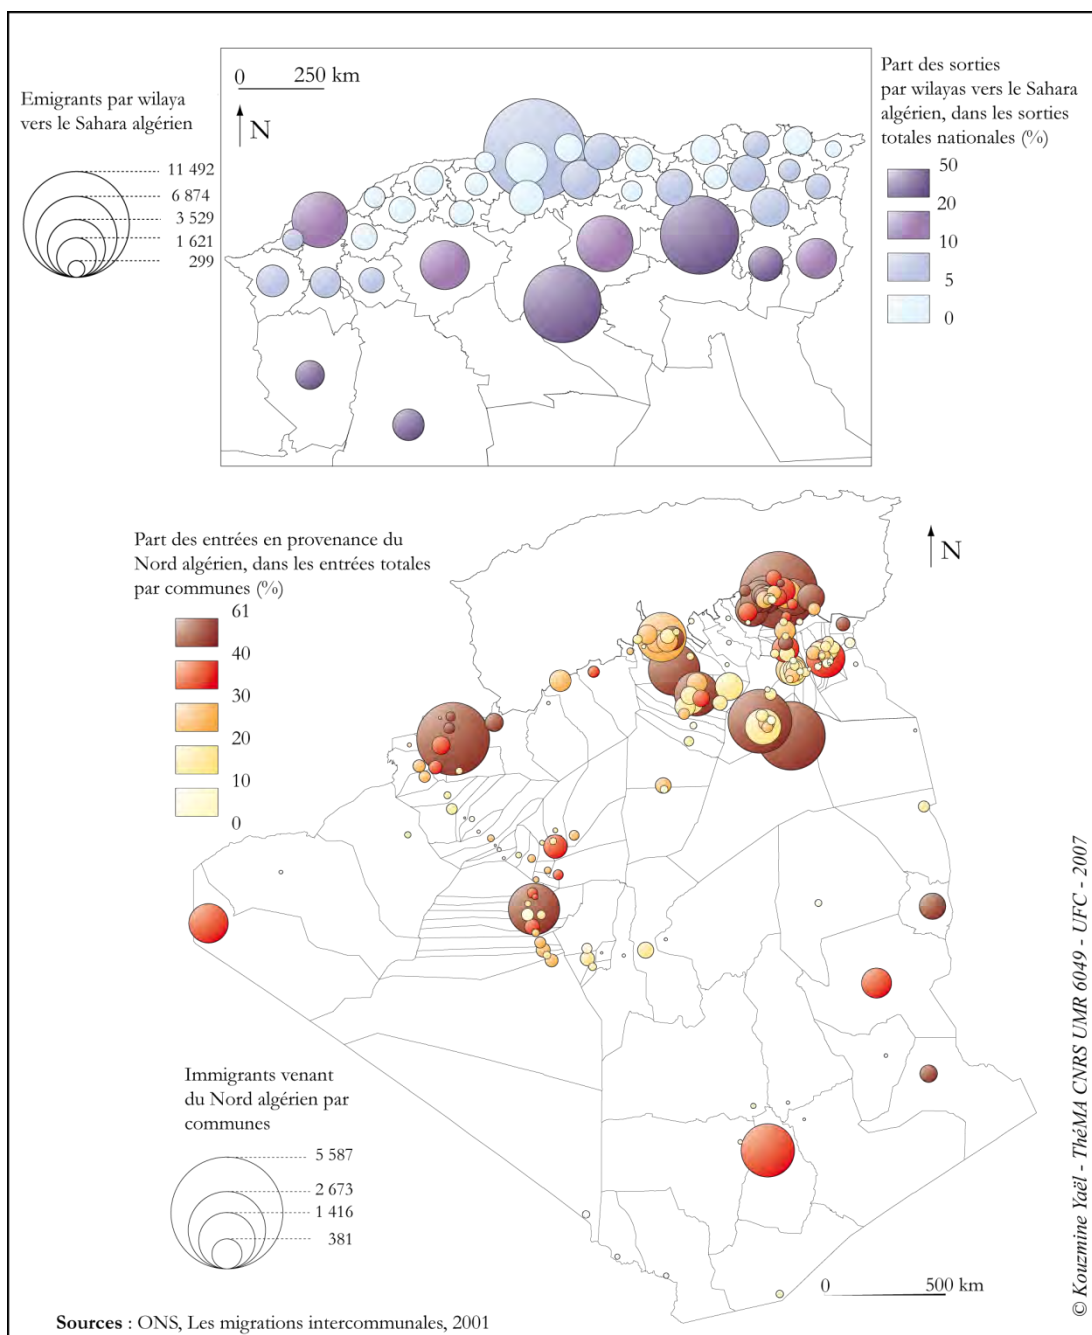 0 250 km
N
Emigrants par wilaya
vers le Sahara algérien
11 492
6 874
3 529
1 621
299
Part des sorties
par wilayas vers le Sahara
algérien, dans les sorties
totales nationales (%)
50
20
10
5
0
Part des entrées en provenance du
Nord algérien, dans les entrées totales
par communes (%)
61
40
30
20
10
0
N
Immigrants venant
du Nord algérien par
communes
5 587
2 673
1 416
381
0 500 km
Sources : ONS, Les migrations intercommunales, 2001
© Kouzmine Yaël - ThéMA CNRS UMR 6049 - UFC - 2007